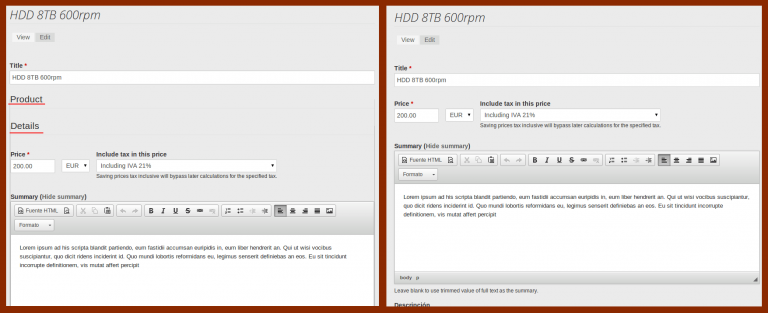 HDD 8TB 600rpm
View Edit
Title *
HDD 8TB 600rpm
Product
Details
Price * Include tax in this price
200.00 EUR Including IVA 21%
Saving prices tax inclusive will bypass later calculations for the specified tax.
Summary (Hide summary)
Fuente HTML B I U S
Formato
Lorem ipsum ad his scripta blandit partiendo, eum fastidii accumsan euripidis in, eum liber hendrerit an. Qui ut wisi vocibus
suscipiantur, quo dicit ridens inciderint id. Quo mundi lobortis reformidans eu, legimus senserit definiebas an eos. Eu sit tincidunt
incorrupte definitionem, vis mutat affert percipit
HDD 8TB 600rpm
View Edit
Title *
HDD 8TB 600rpm
Price * Include tax in this price
200.00 EUR Including IVA 21%
Saving prices tax inclusive will bypass later calculations for the specified tax.
Summary (Hide summary)
Fuente HTML B I U S
Formato
Lorem ipsum ad his scripta blandit partiendo, eum fastidii accumsan euripidis in, eum liber hendrerit an. Qui ut wisi vocibus suscipiantur,
quo dicit ridens inciderint id. Quo mundi lobortis reformidans eu, legimus senserit definiebas an eos. Eu sit tincidunt incorrupte
definitionem, vis mutat affert percipit
body p
Leave blank to use trimmed value of full text as the summary.
Descripción